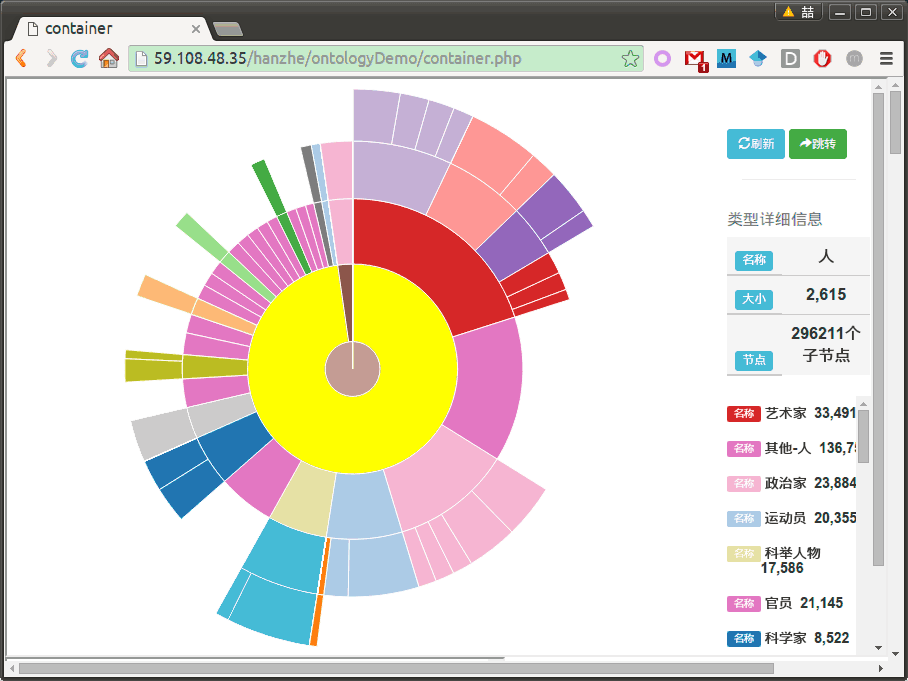 喆
container
59.108.48.35/hanzhe/ontologyDemo/container.php
M
1
D
m
刷新 跳转
类型详细信息
名称 人
大小 2,615
296211个
节点 子节点
名称 艺术家 33,491
名称 其他-人 136,75
名称 政治家 23,884
名称 运动员 20,355
名称 科举人物
17,586
名称 官员 21,145
名称 科学家 8,522